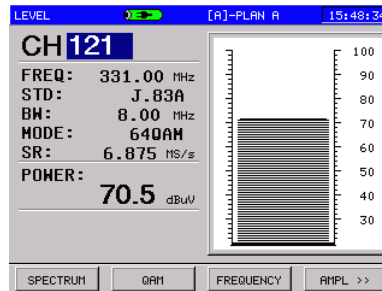 LEVEL [A]-PLAN A 15:48:34
CH 121
FREQ: 331.00 MHz
STD: J.83A
BW: 8.00 MHz
MODE: 64QAM
SR: 6.875 MS/s
POWER:
70.5 dBuV
100
90
80
70
60
50
40
30
SPECTRUM QAM FREQUENCY AMPL >>